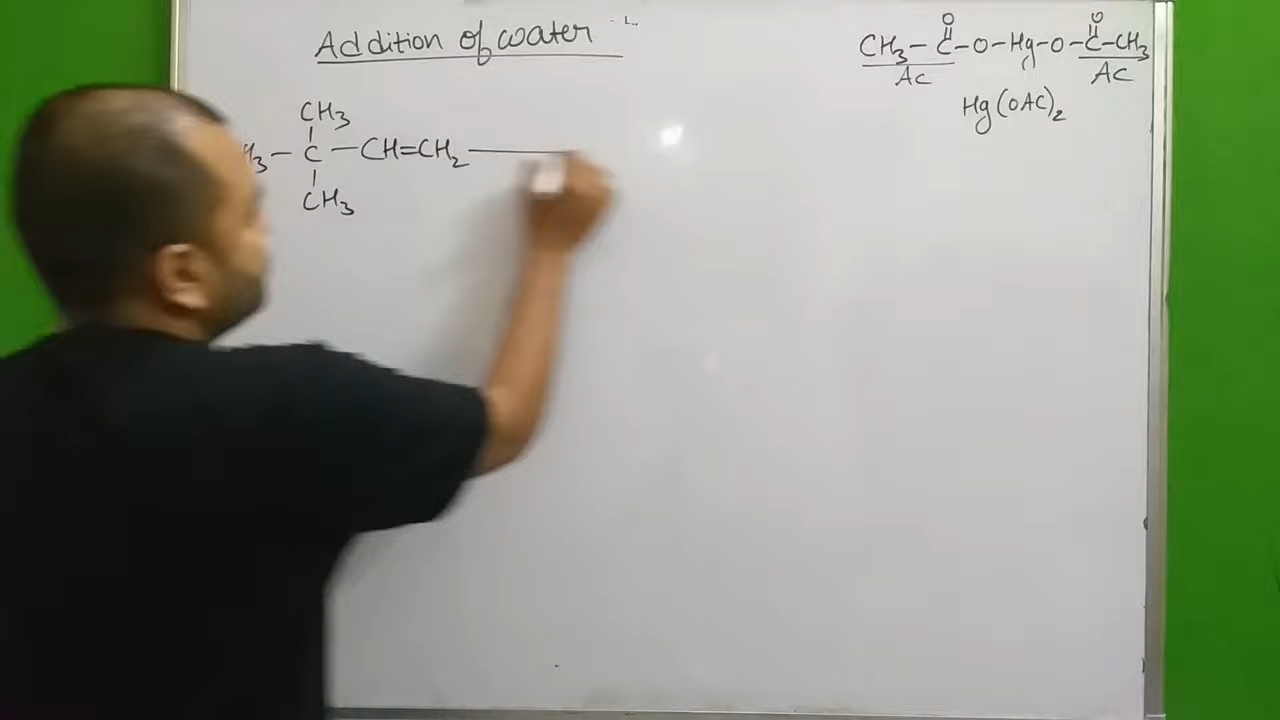 Addition of water
O O
CH3-C-O-Hg-O-C-CH3
AC AC
Hg(OAC)2
CH3
H3-C-CH=CH2
CH3